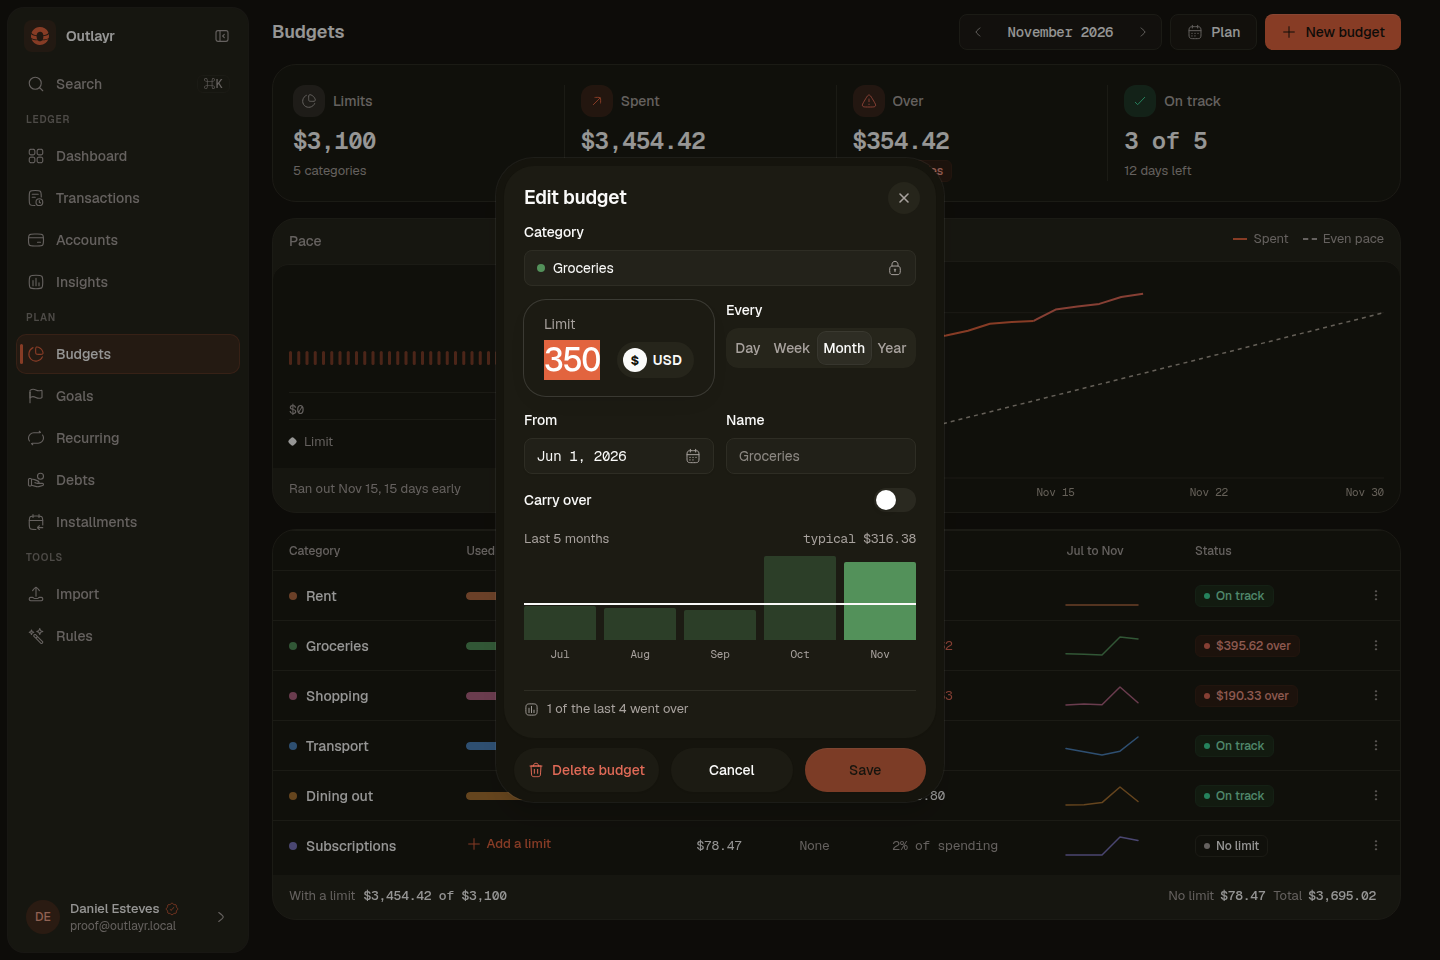 Outlayr
Search
⌘K
LEDGER
Dashboard
Transactions
Accounts
Insights
PLAN
Budgets
Goals
Recurring
Debts
Installments
TOOLS
Import
Rules
DE
Daniel Esteves
proof@outlayr.local
Budgets
November 2026
Plan
New budget
Limits
$3,100
5 categories
Spent
$3,454.42
Over
$354.42
On track
3 of 5
12 days left
Pace
$0
Limit
Ran out Nov 15, 15 days early
Spent
Even pace
Nov 15
Nov 22
Nov 30
Edit budget
Category
Groceries
Limit
350
$ USD
Every
Day
Week
Month
Year
From
Jun 1, 2026
Name
Groceries
Carry over
Last 5 months
typical $316.38
Jul
Aug
Sep
Oct
Nov
1 of the last 4 went over
Delete budget
Cancel
Save
Category
Used
Jul to Nov
Status
Rent
On track
Groceries
$395.62 over
Shopping
$190.33 over
Transport
On track
Dining out
.80
On track
Subscriptions
Add a limit
$78.47
None
2% of spending
No limit
With a limit $3,454.42 of $3,100
No limit $78.47 Total $3,695.02